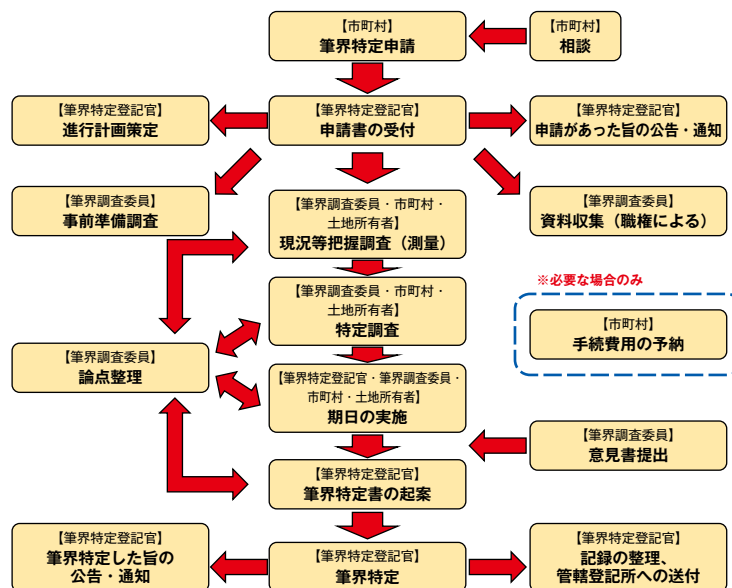 【市町村】
筆界特定申請
【市町村】
相談
【筆界特定登記官】
進行計画策定
【筆界特定登記官】
申請書の受付
【筆界特定登記官】
申請があった旨の公告・通知
【筆界調査委員】
事前準備調査
【筆界調査委員・市町村・
土地所有者】
現況等把握調査（測量）
【筆界調査委員】
資料収集（職権による）
【筆界調査委員・市町村・
土地所有者】
特定調査
※必要な場合のみ
【市町村】
手続費用の予納
【筆界調査委員】
論点整理
【筆界特定登記官・筆界調査委員・
市町村・土地所有者】
期日の実施
【筆界調査委員】
意見書提出
【筆界特定登記官】
筆界特定書の起案
【筆界特定登記官】
筆界特定した旨の
公告・通知
【筆界特定登記官】
筆界特定
【筆界特定登記官】
記録の整理、
管轄登記所への送付